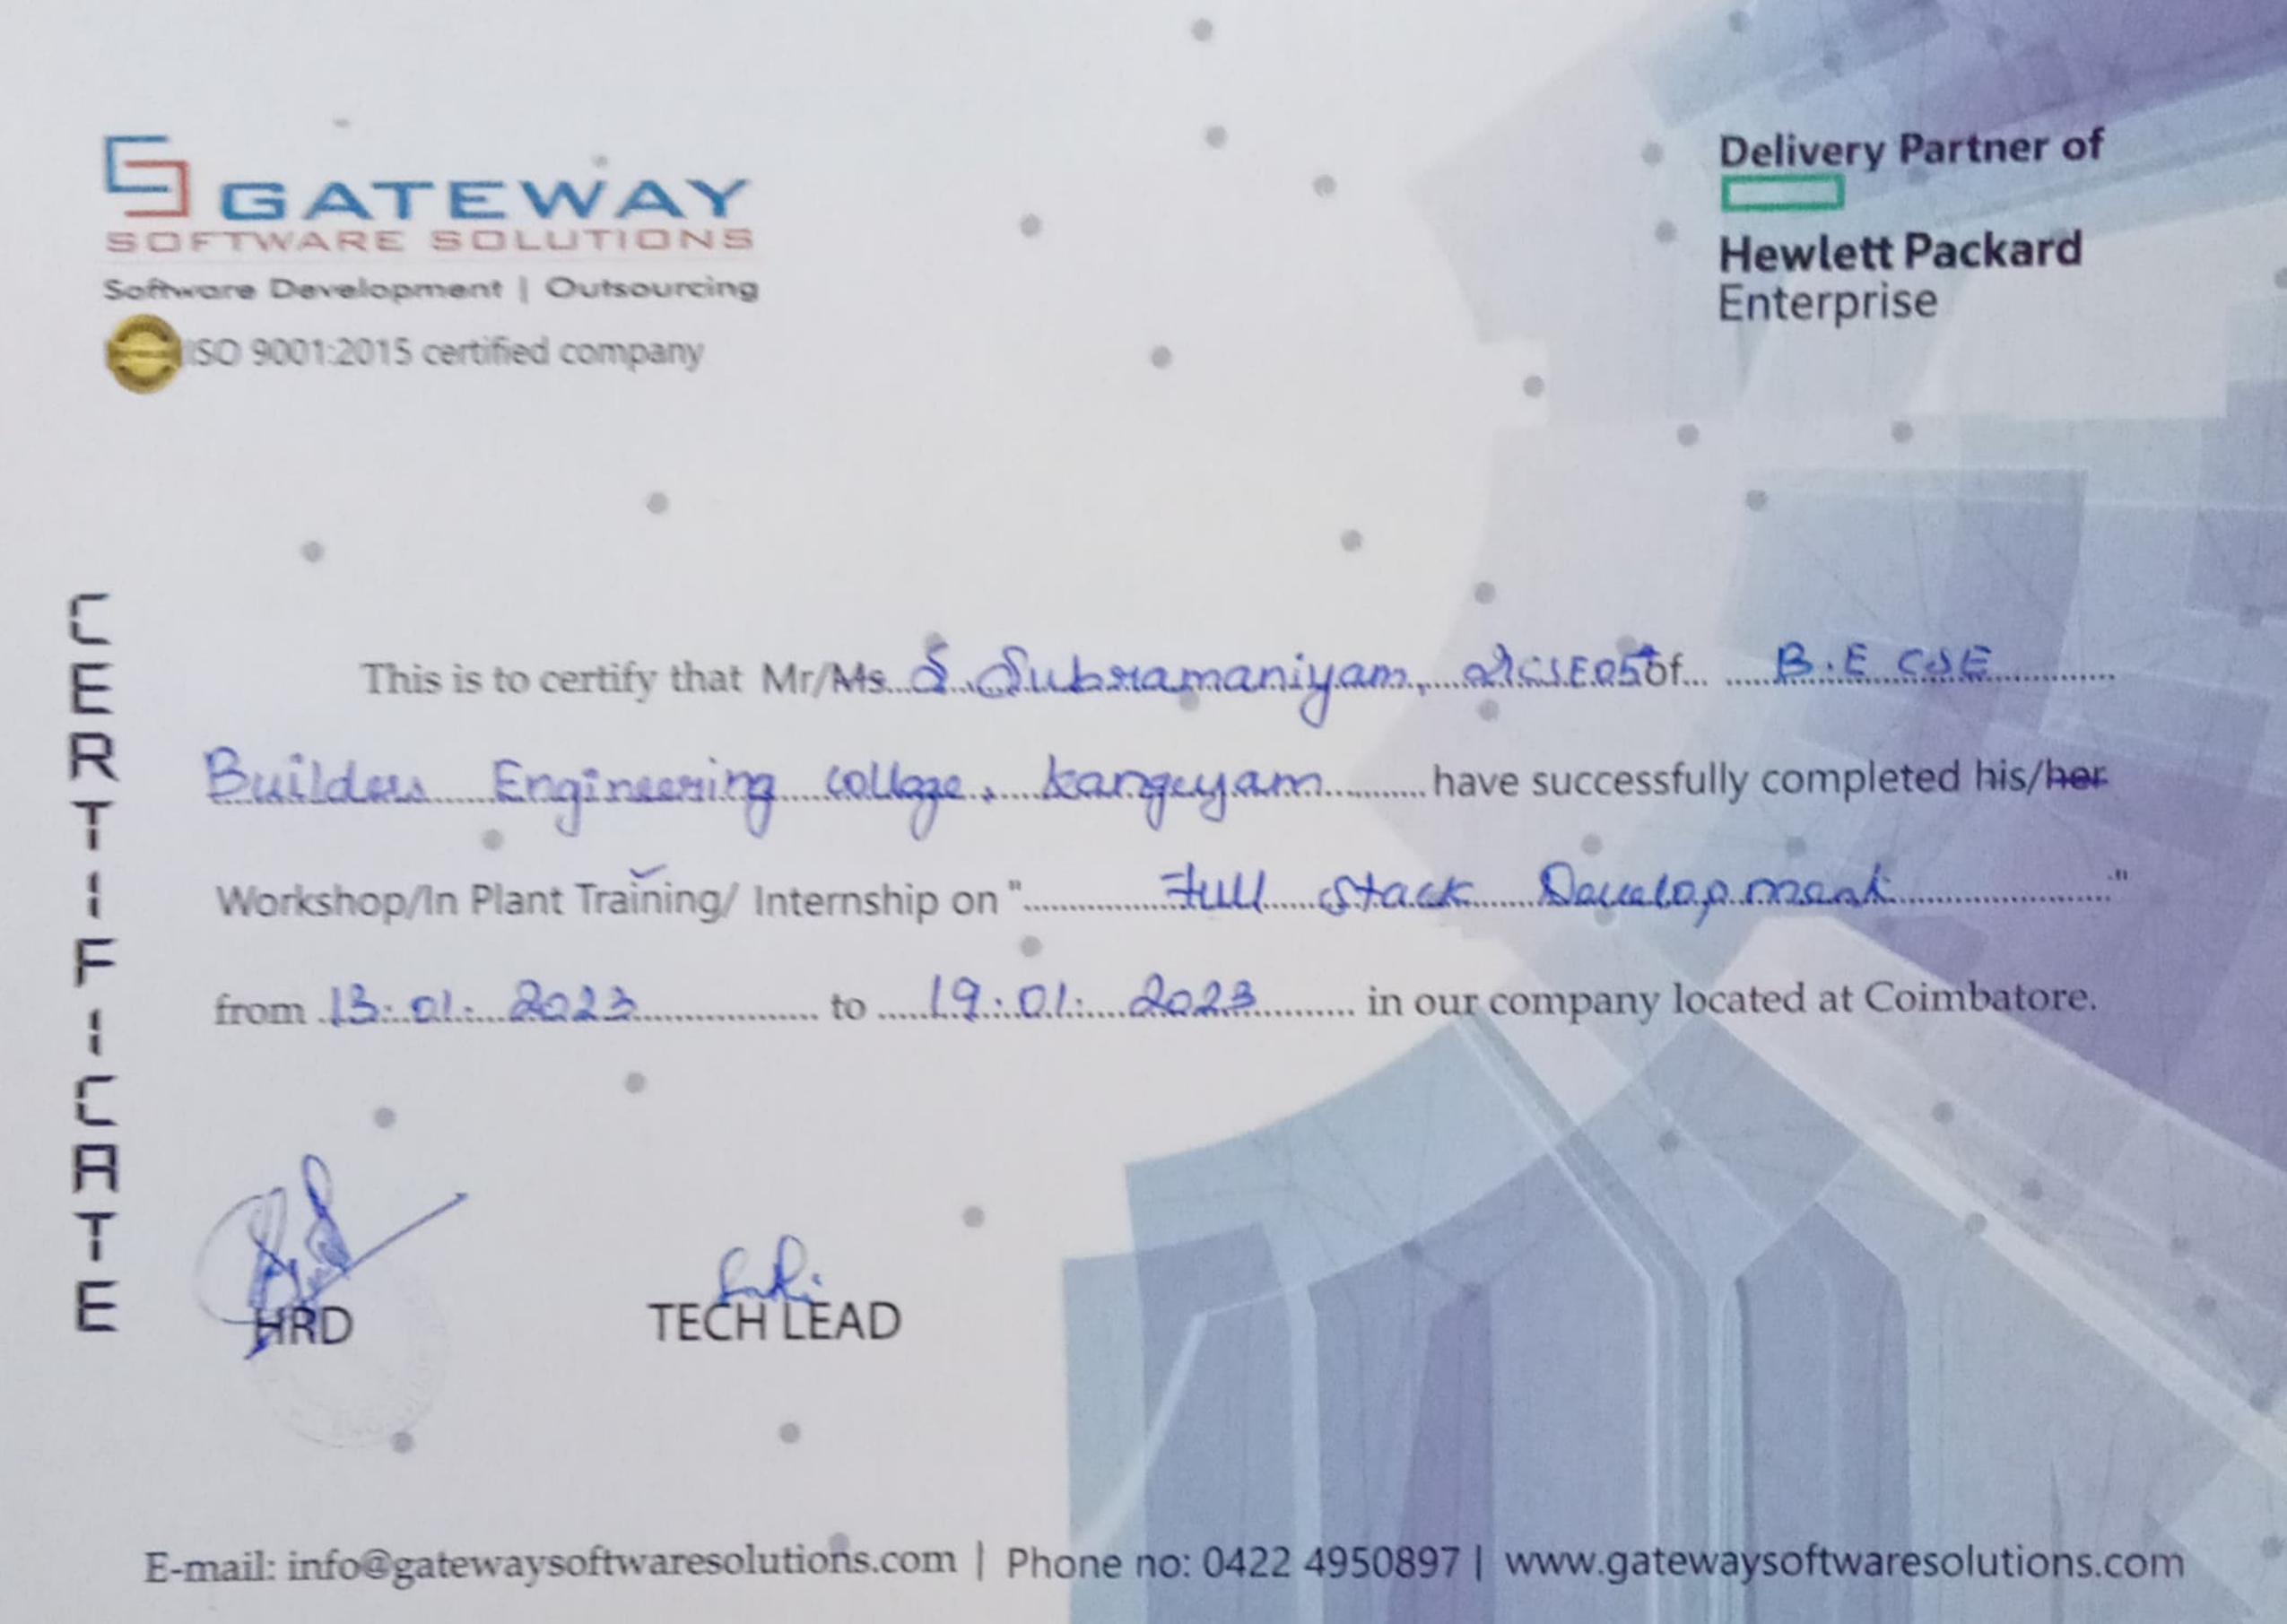 GATEWAY
SOFTWARE SOLUTIONS
Software Development | Outsourcing
ISO 9001:2015 certified company
Delivery Partner of
Hewlett Packard
Enterprise
CERTIFICATE
This is to certify that Mr/Ms. S. Subramaniyam, 21CSE05 of B.E CSE
Builders Engineering college, kangeyam have successfully completed his/her
Workshop/In Plant Training/ Internship on " Full stack Development "
from 13.01.2023 to 19.01.2023 in our company located at Coimbatore.
HRD
TECH LEAD
E-mail: info@gatewaysoftwaresolutions.com | Phone no: 0422 4950897 | www.gatewaysoftwaresolutions.com